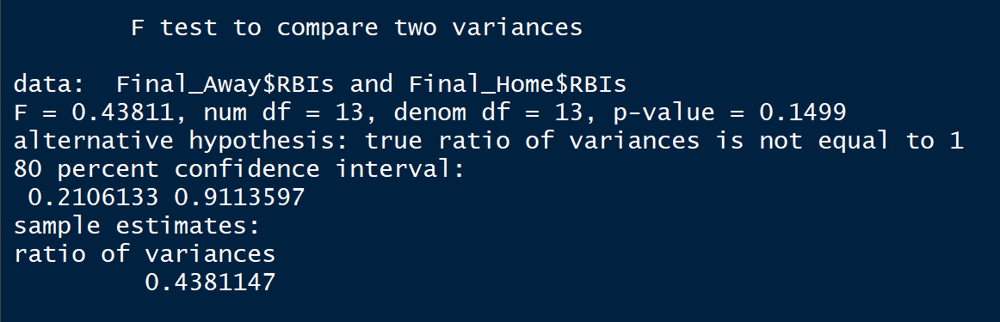 F test to compare two variances
data:  Final_Away$RBIs and Final_Home$RBIs
F = 0.43811, num df = 13, denom df = 13, p-value = 0.1499
alternative hypothesis: true ratio of variances is not equal to 1
80 percent confidence interval:
0.2106133 0.9113597
sample estimates:
ratio of variances
0.4381147